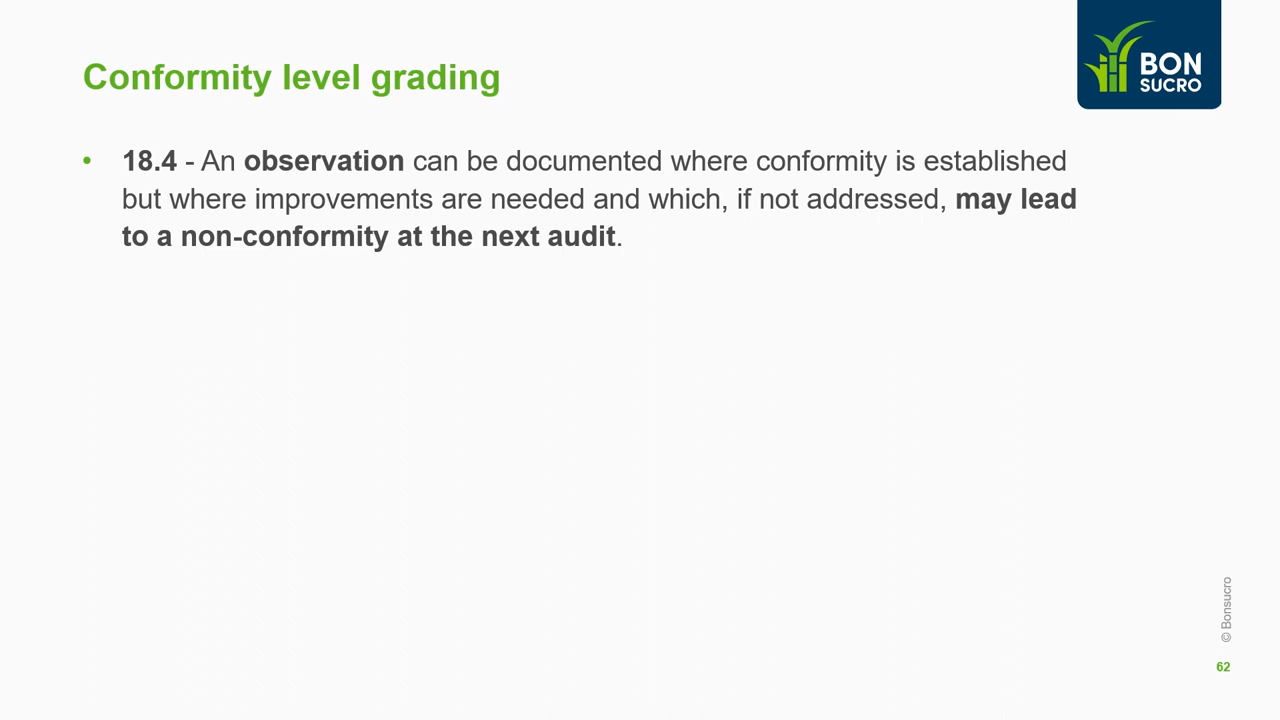 BON
SUCRO
Conformity level grading
• 18.4 - An observation can be documented where conformity is established
but where improvements are needed and which, if not addressed, may lead
to a non-conformity at the next audit.
© Bonsucro
62